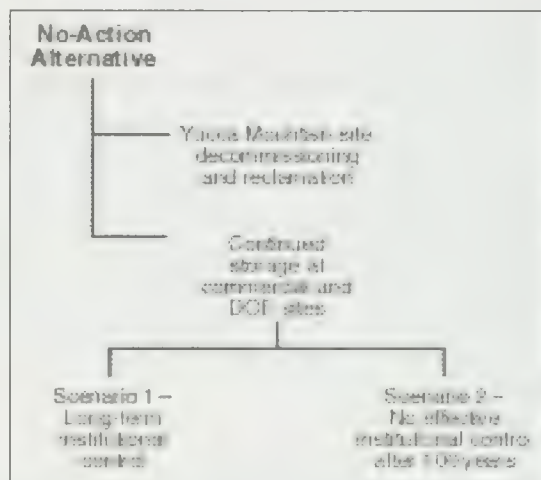 No-Action
Alternative
Yucca Mountain site
decommissioning
and reclamation
Continued
storage at
commercial and
DOE sites
Scenario 1 –
Long-term
institutional
control
Scenario 2 –
No effective
institutional control
after 100 years